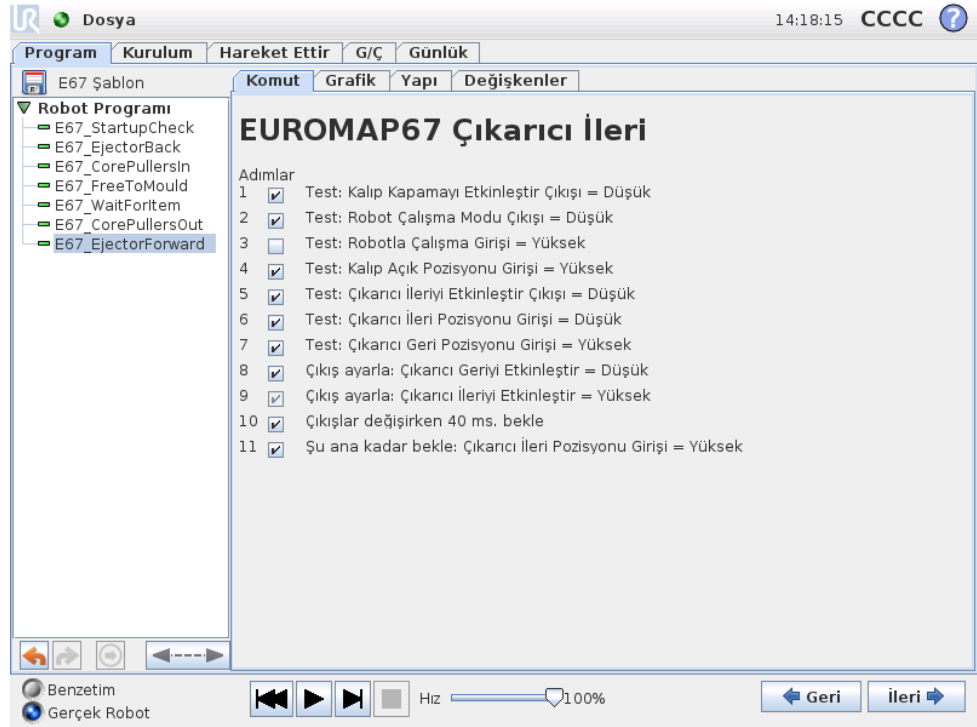 UR Dosya 14:18:15 CCCC ?
Program Kurulum Hareket Ettir G/Ç Günlük
E67 Şablon
Komut Grafik Yapı Değişkenler
Robot Programı
E67_StartupCheck
E67_EjectorBack
E67_CorePullersIn
E67_FreeToMould
E67_WaitForItem
E67_CorePullersOut
E67_EjectorForward
EUROMAP67 Çıkarıcı İleri
Adımlar
1 Test: Kalıp Kapamayı Etkinleştir Çıkışı = Düşük
2 Test: Robot Çalışma Modu Çıkışı = Düşük
3 Test: Robotla Çalışma Girişi = Yüksek
4 Test: Kalıp Açık Pozisyonu Girişi = Yüksek
5 Test: Çıkarıcı İleriyi Etkinleştir Çıkışı = Düşük
6 Test: Çıkarıcı İleri Pozisyonu Girişi = Düşük
7 Test: Çıkarıcı Geri Pozisyonu Girişi = Yüksek
8 Çıkış ayarla: Çıkarıcı Geriyi Etkinleştir = Düşük
9 Çıkış ayarla: Çıkarıcı İleriyi Etkinleştir = Yüksek
10 Çıkışlar değişirken 40 ms. bekle
11 Şu ana kadar bekle: Çıkarıcı İleri Pozisyonu Girişi = Yüksek
Benzetim
Gerçek Robot
Hız 100%
Geri İleri